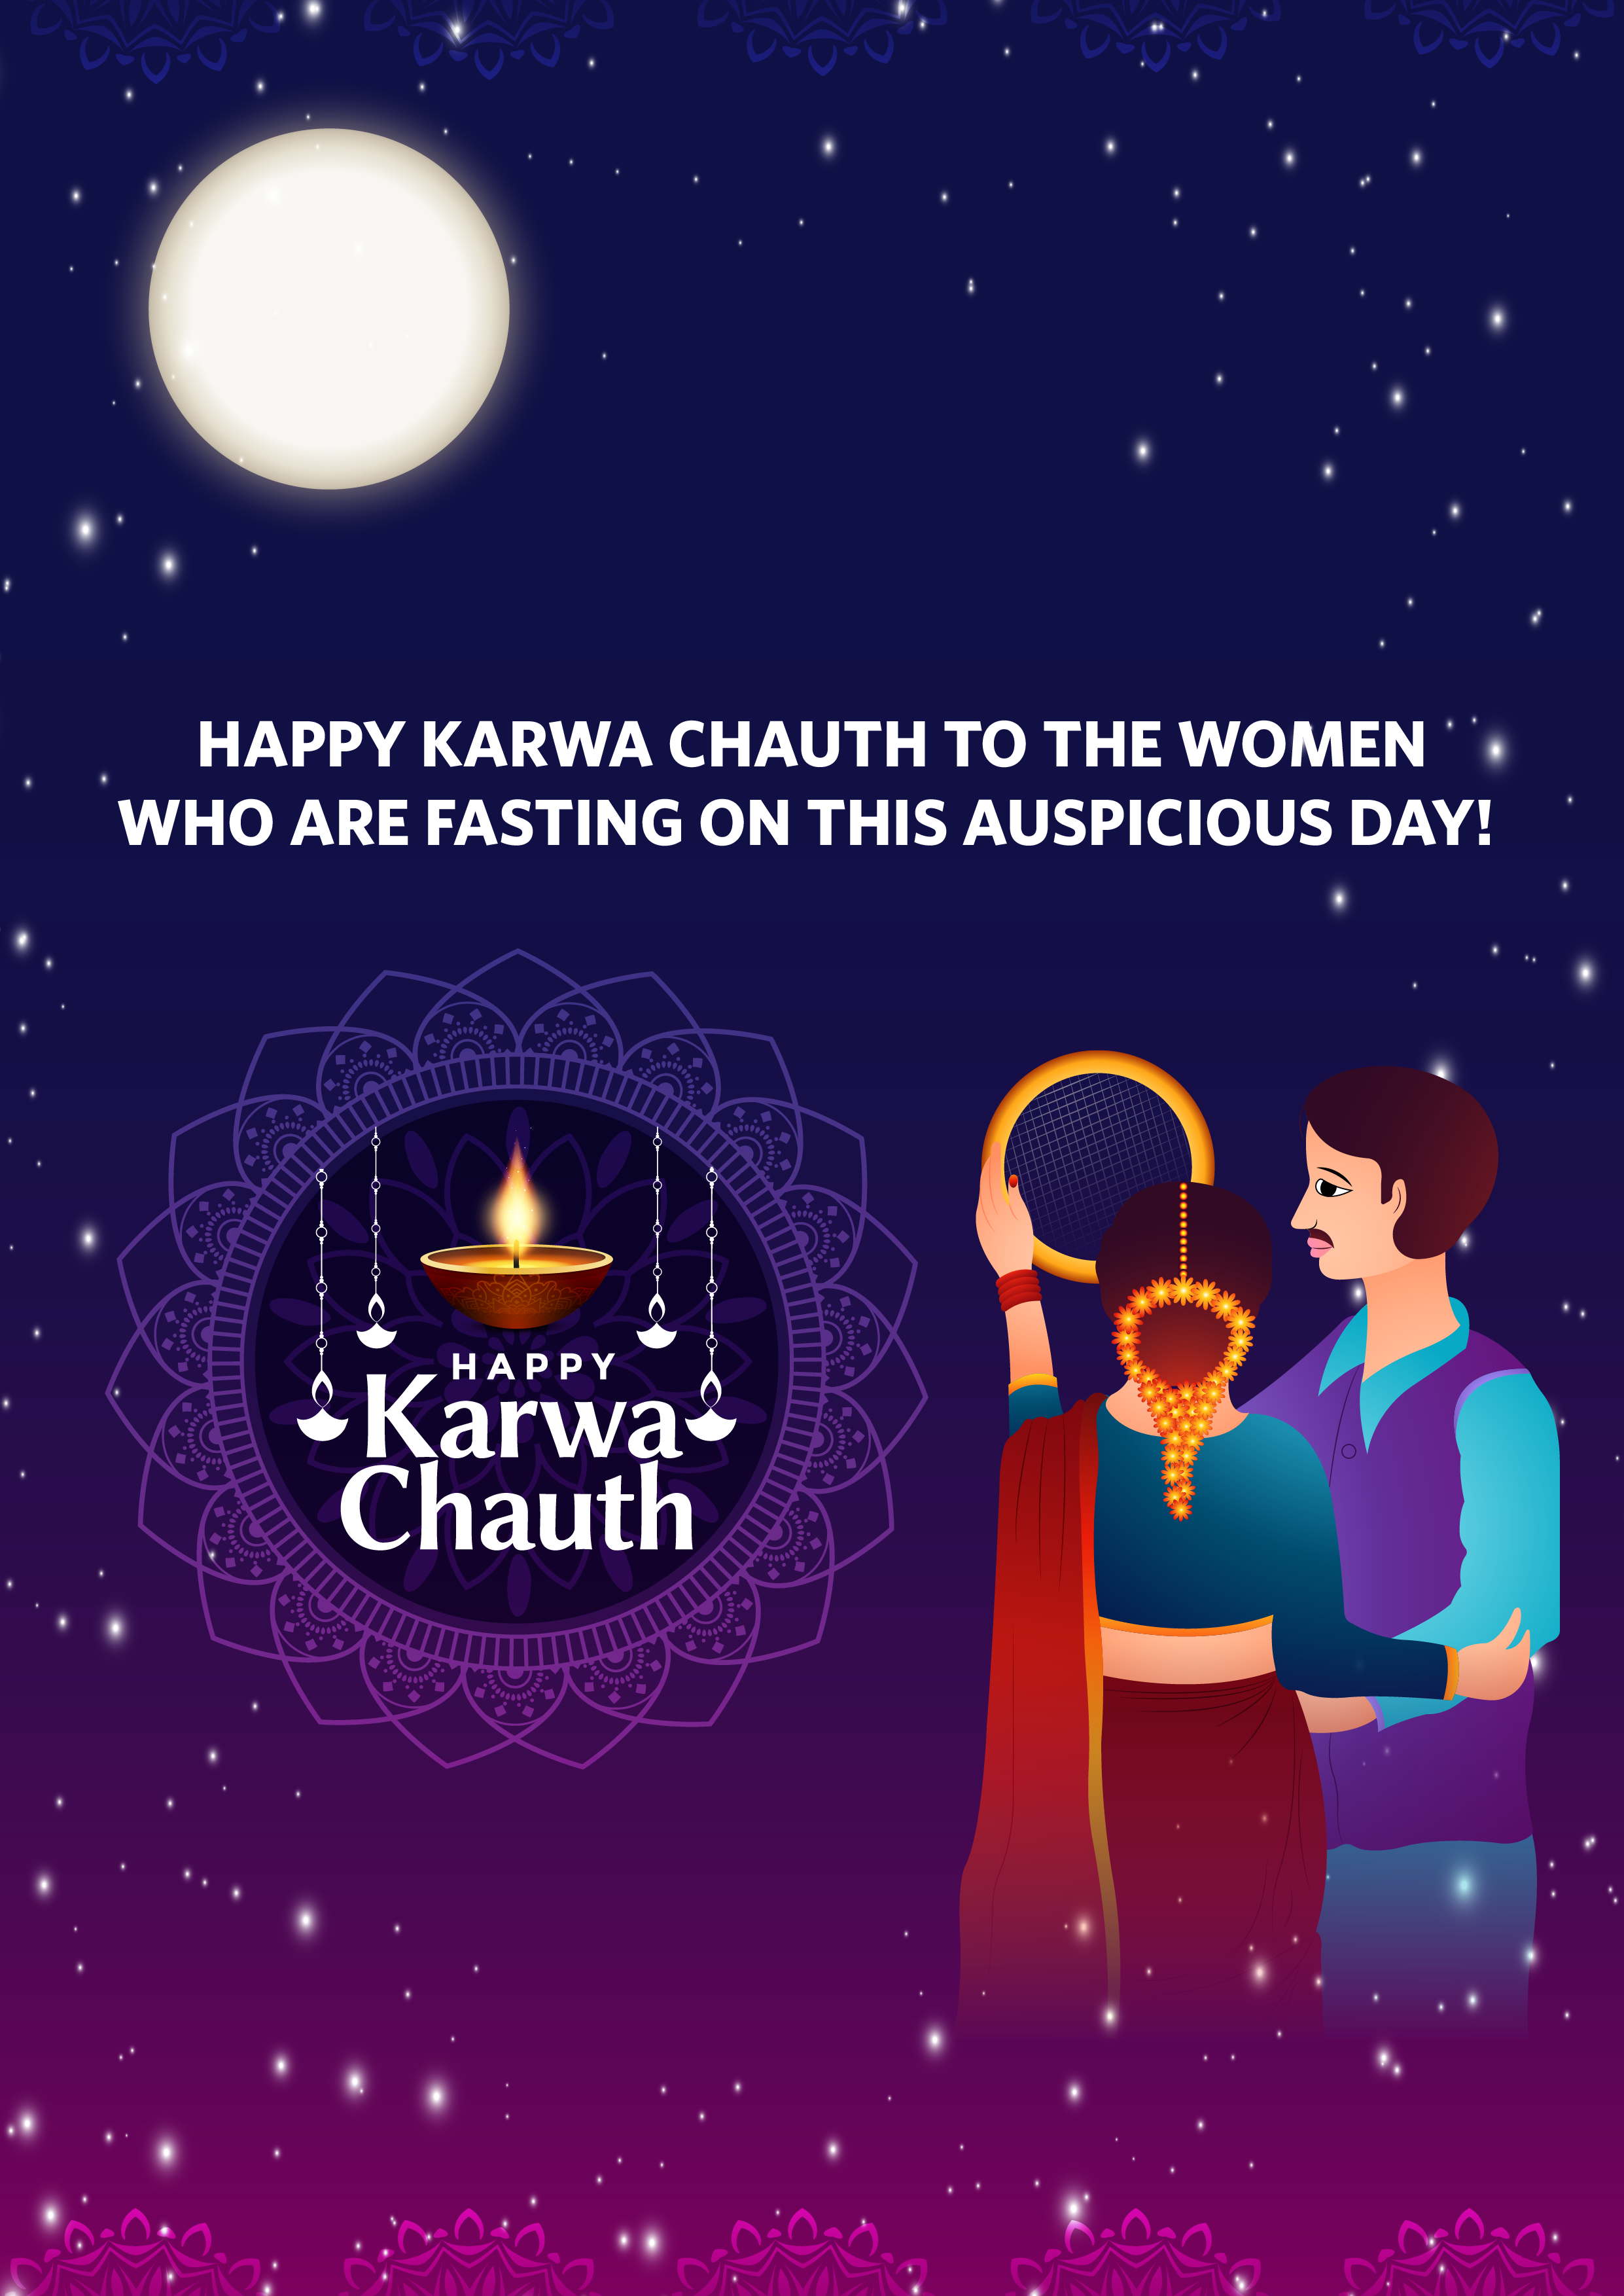 HAPPY KARWA CHAUTH TO THE WOMEN
WHO ARE FASTING ON THIS AUSPICIOUS DAY!
HAPPY
Karwa
Chauth